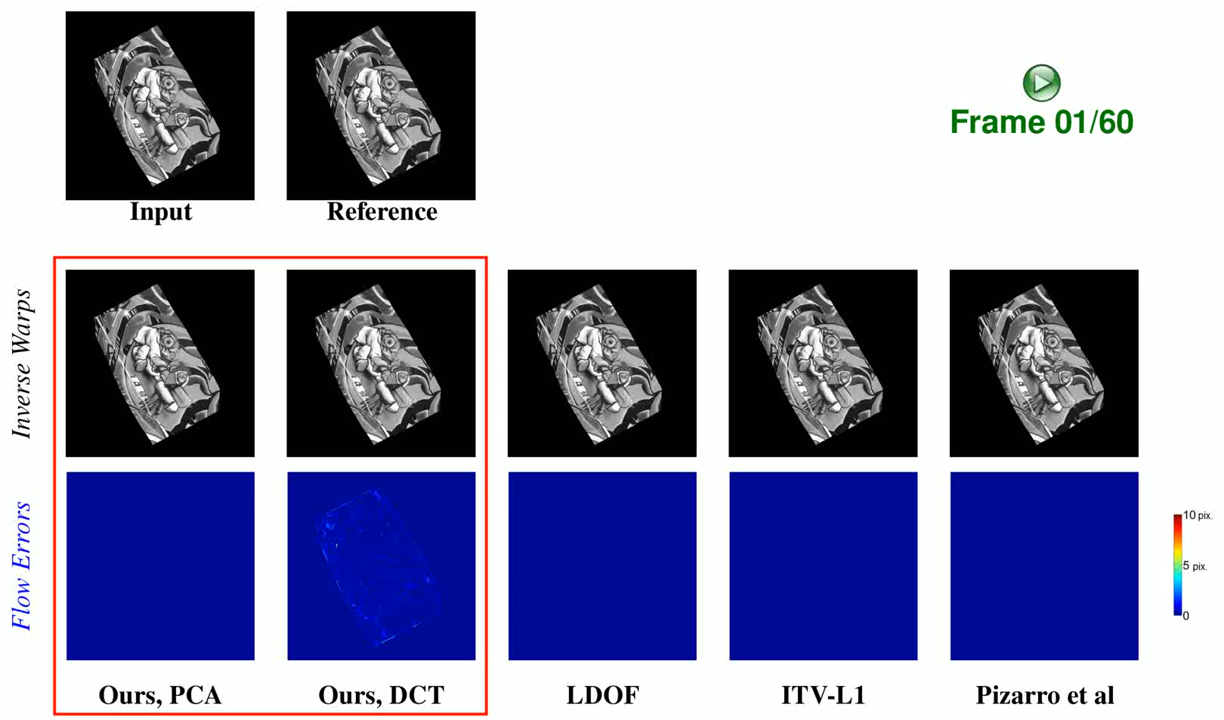 Frame 01/60
Input
Reference
Inverse Warps
Flow Errors
10 pix.
5 pix.
0
Ours, PCA
Ours, DCT
LDOF
ITV-L1
Pizarro et al